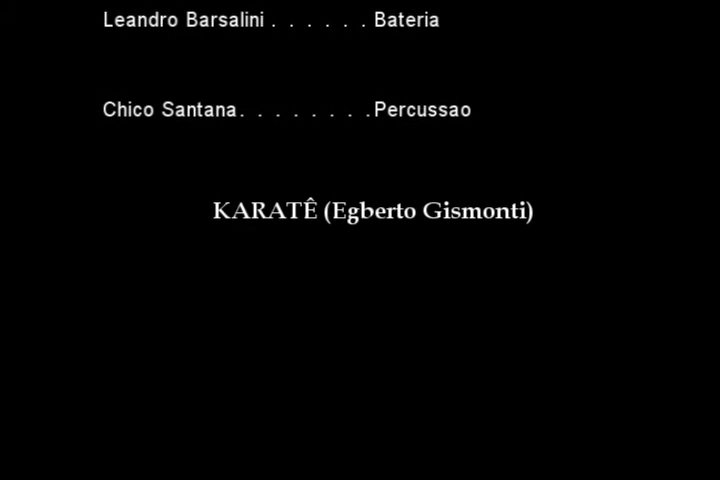 Leandro Barsalini . . . . . . Bateria
Chico Santana. . . . . . . . .Percussao
KARATÊ (Egberto Gismonti)